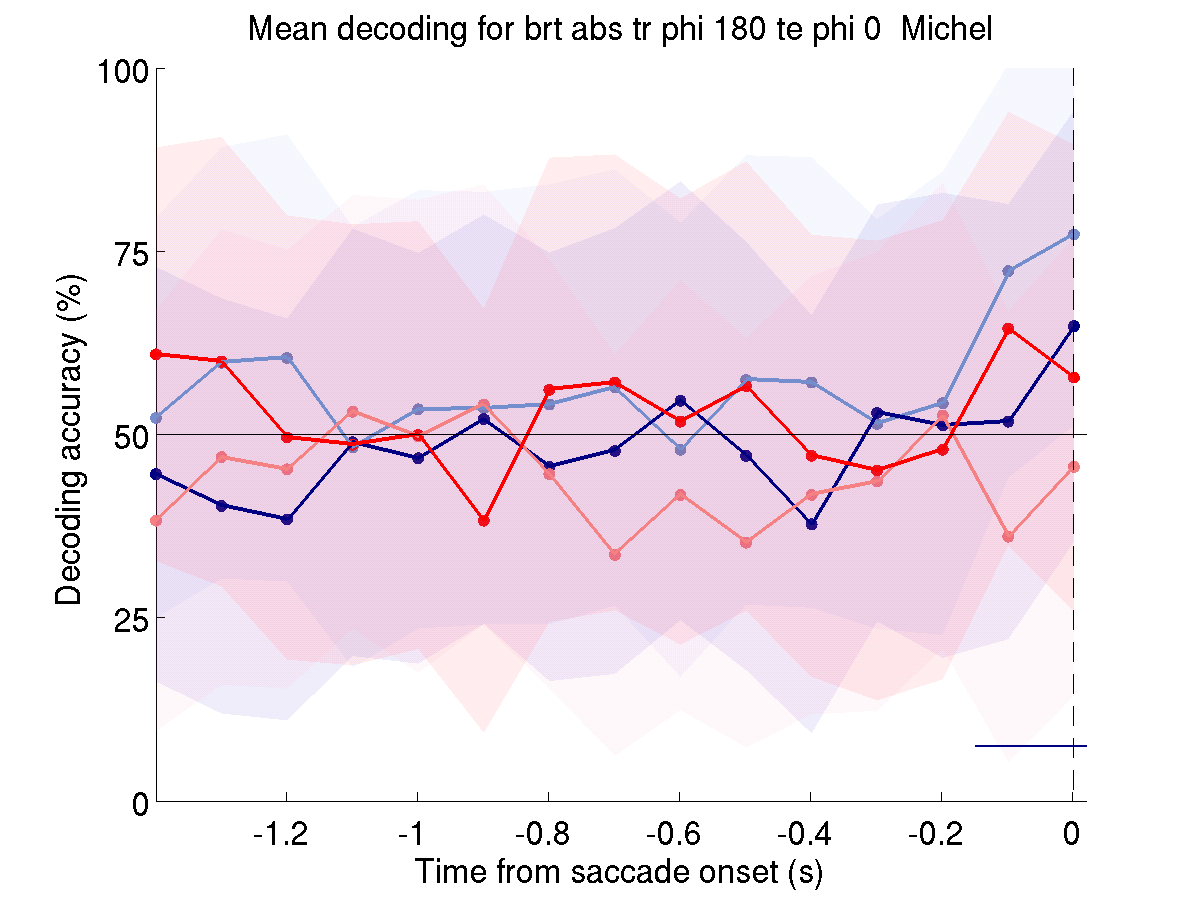 Mean decoding for brt abs tr phi 180 te phi 0  Michel
100
75
50
25
0
Decoding accuracy (%)
-1.2 -1 -0.8 -0.6 -0.4 -0.2 0
Time from saccade onset (s)